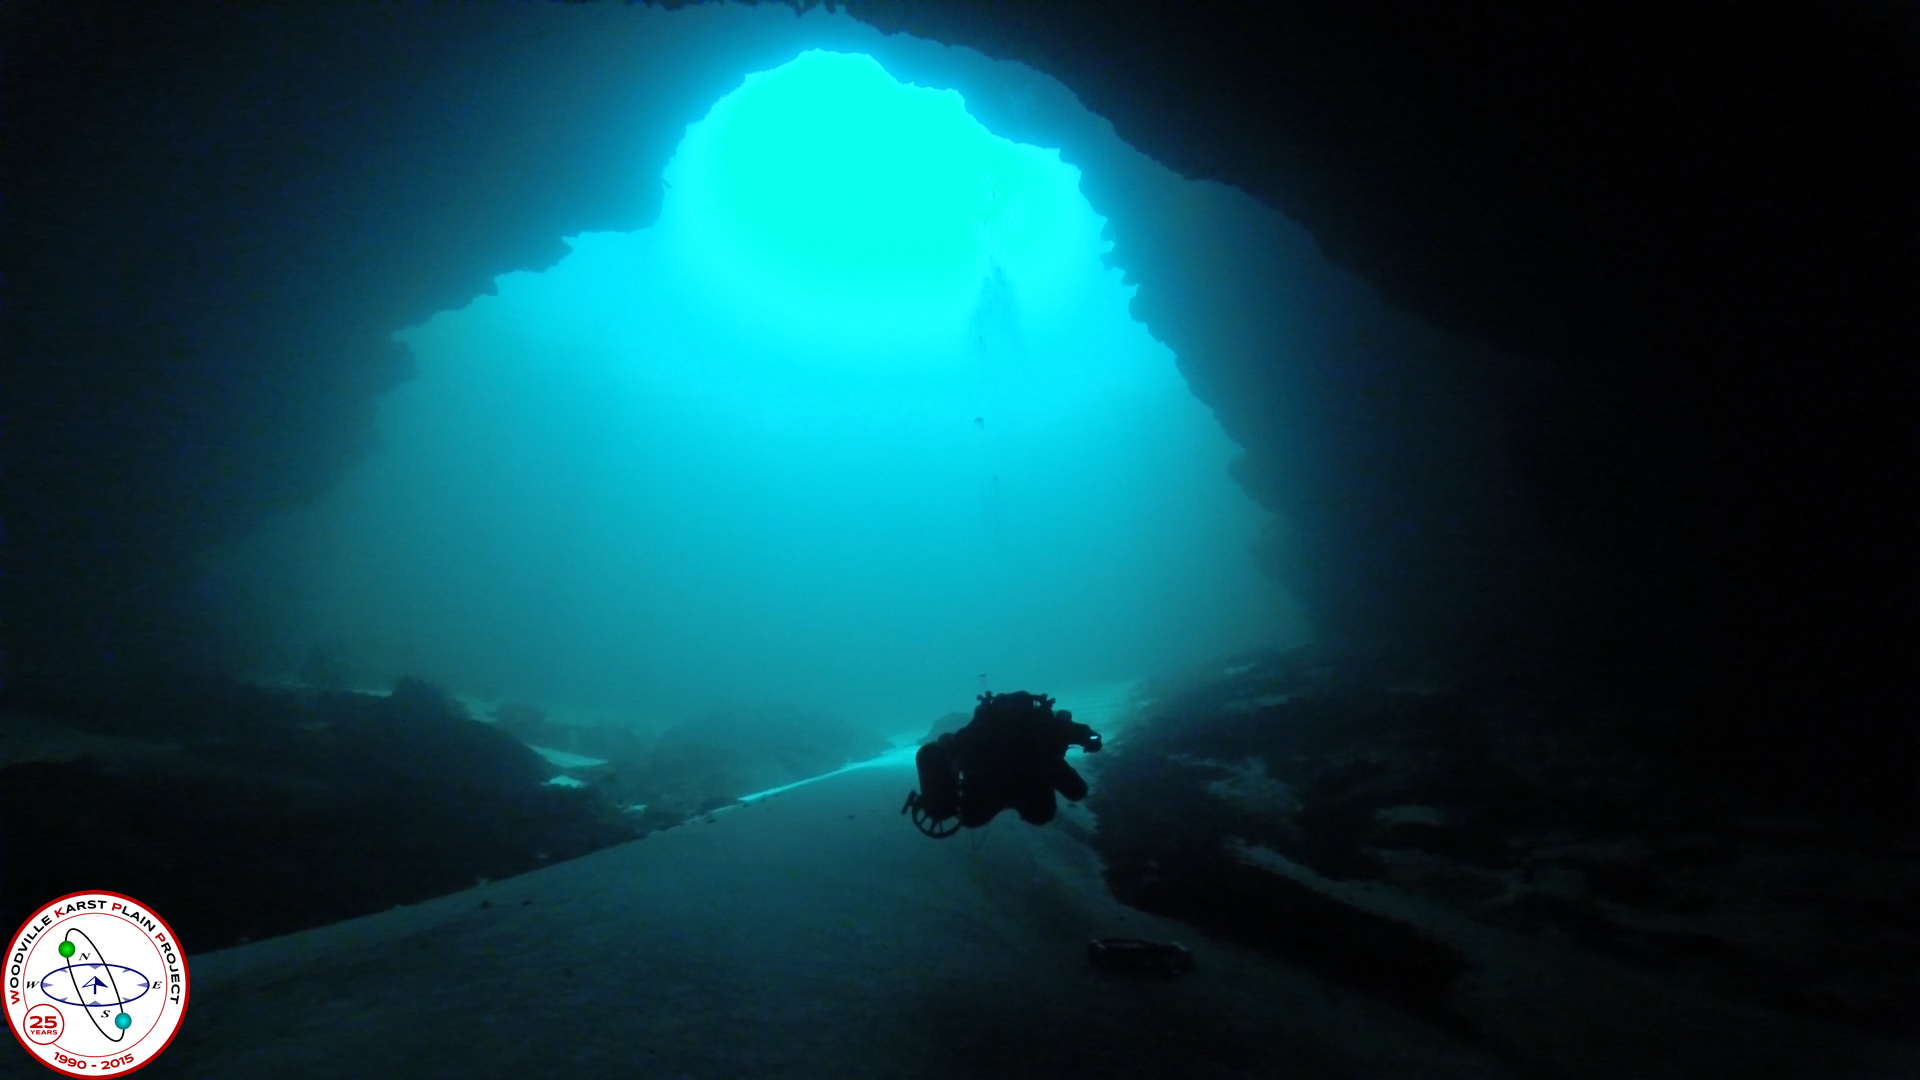 WOODVILLE KARST PLAIN PROJECT
N
W E
S
25
YEARS
1990 - 2015